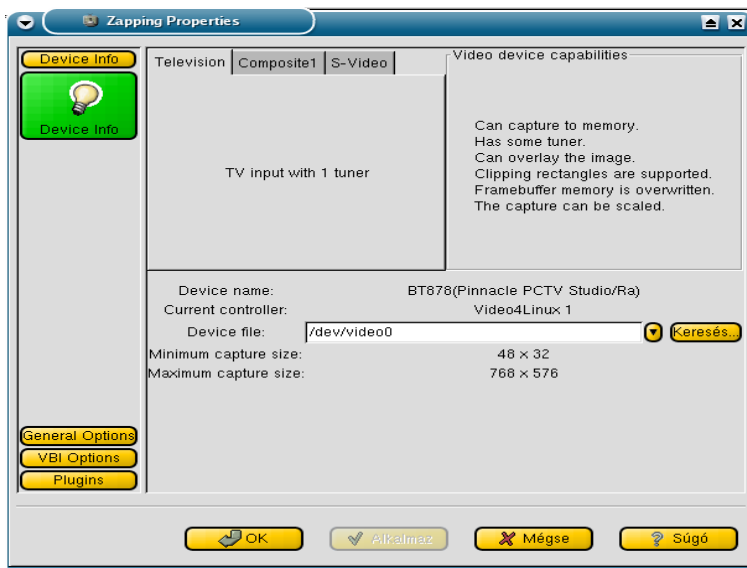 Zapping Properties
Device Info
Device Info
General Options
VBI Options
Plugins
Television Composite1 S-Video
TV input with 1 tuner
Video device capabilities
Can capture to memory.
Has some tuner.
Can overlay the image.
Clipping rectangles are supported.
Framebuffer memory is overwritten.
The capture can be scaled.
Device name: BT878(Pinnacle PCTV Studio/Ra)
Current controller: Video4Linux 1
Device file: /dev/video0 Keresés...
Minimum capture size: 48 x 32
Maximum capture size: 768 x 576
OK Alkalmaz Mégse Súgó